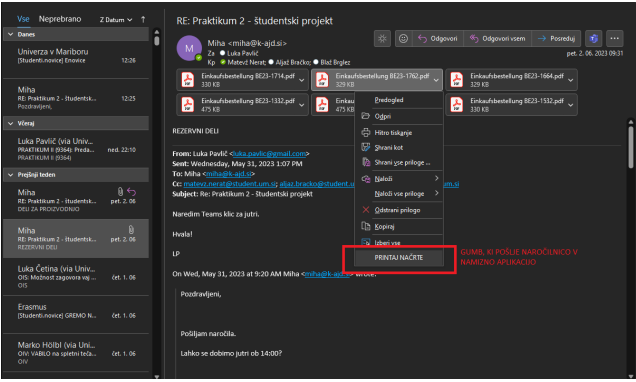 Vse Neprebrano Z Datum
Danes
Univerza v Mariboru
[Studenti.novice] Enovice 12:26
Miha
RE: Praktikum 2 - študentsk... 12:25
Pozdravljeni,
Včeraj
Luka Pavlič (via Univ...
PRAKTIKUM II (9364): Preda... ned. 22:10
PRAKTIKUM II (9364)
Prejšnji teden
Miha
RE: Praktikum 2 - študentsk... pet. 2. 06
DELI ZA PROIZVODNJO
Miha
RE: Praktikum 2 - študentsk... pet. 2. 06
REZERVNI DELI
Luka Četina (via Univ...
OIS: Možnost zagovora vaj ... čet. 1. 06
OIS
Erasmus
[Studenti.novice] GREMO N... čet. 1. 06
Marko Hölbl (via Uni...
OIV: VABILO na spletni teča... čet. 1. 06
OIV
RE: Praktikum 2 - študentski projekt
M
Miha <miha@k-ajd.si>
Za Luka Pavlič
Kp Matevž Nerat; Aljaž Bračko; Blaž Brglez
Odgovori Odgovori vsem Posreduj
pet. 2. 06. 2023 09:31
Einkaufsbestellung BE23-1714.pdf
330 KB
Einkaufsbestellung BE23-1762.pdf
329 KB
Einkaufsbestellung BE23-1664.pdf
329 KB
Einkaufsbestellung BE23-1332.pdf
475 KB
Einkau
475 K
Einkaufsbestellung BE23-1532.pdf
330 KB
REZERVNI DELI
From: Luka Pavlič <luka.pavlic@gmail.com>
Sent: Wednesday, May 31, 2023 1:07 PM
To: Miha <miha@k-ajd.si>
Cc: matevz.nerat@student.um.si; aljaz.bracko@student.u
Subject: Re: Praktikum 2 - študentski projekt
Naredim Teams klic za jutri.
Hvala!
LP
On Wed, May 31, 2023 at 9:20 AM Miha <miha@k-ajd.si> wrote:
Pozdravljeni,
Pošiljam naročila.
Lahko se dobimo jutri ob 14:00?
Predogled
Odpri
Hitro tiskanje
Shrani kot
Shrani vse priloge ...
Naloži
Naloži vse priloge
Odstrani prilogo
Kopiraj
Izberi vse
PRINTAJ NAČRTE
GUMB, KI POŠLJE NAROČILNICO V
NAMIZNO APLIKACIJO